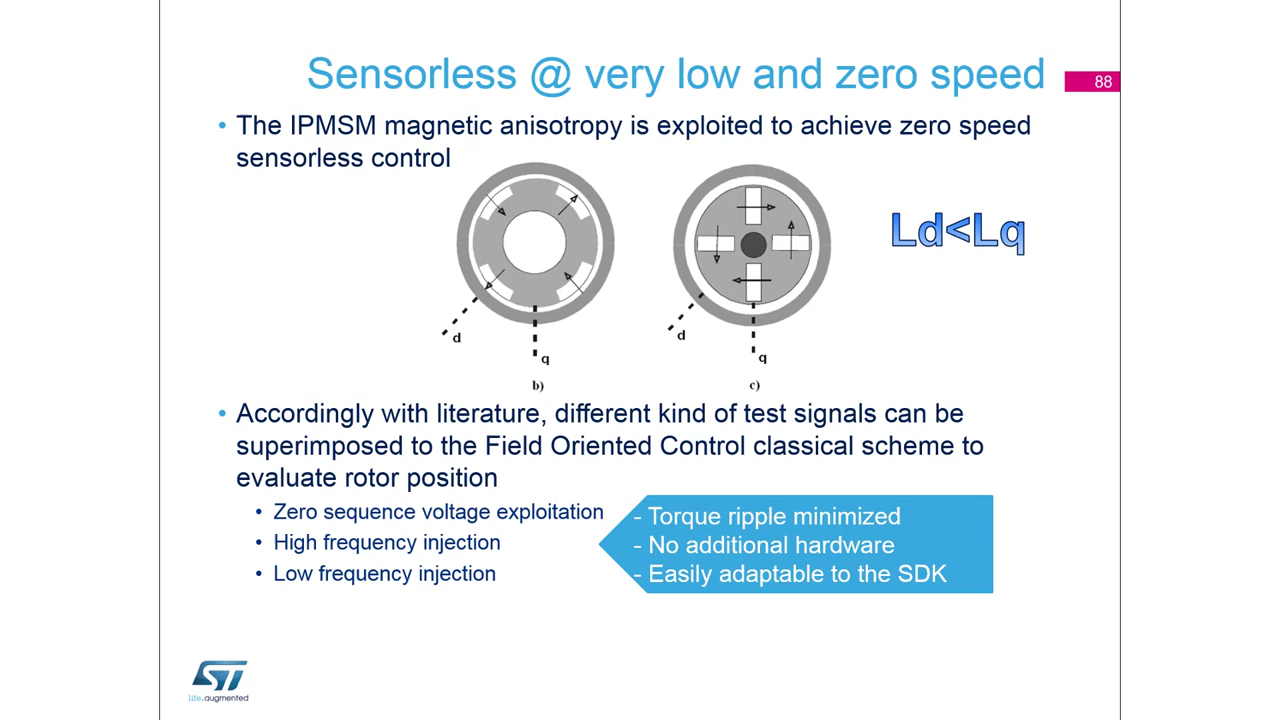 Sensorless @ very low and zero speed
88
• The IPMSM magnetic anisotropy is exploited to achieve zero speed
sensorless control
Ld<Lq
d
q
b)
d
q
c)
• Accordingly with literature, different kind of test signals can be
superimposed to the Field Oriented Control classical scheme to
evaluate rotor position
• Zero sequence voltage exploitation
• High frequency injection
• Low frequency injection
- Torque ripple minimized
- No additional hardware
- Easily adaptable to the SDK
ST
life.augmented